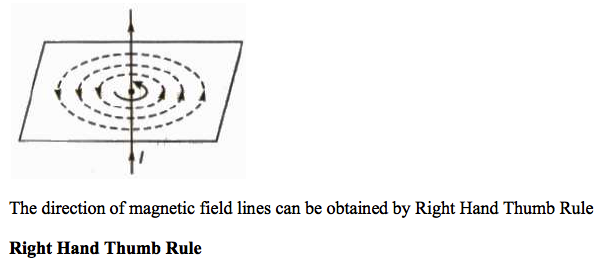 I
The direction of magnetic field lines can be obtained by Right Hand Thumb Rule
Right Hand Thumb Rule